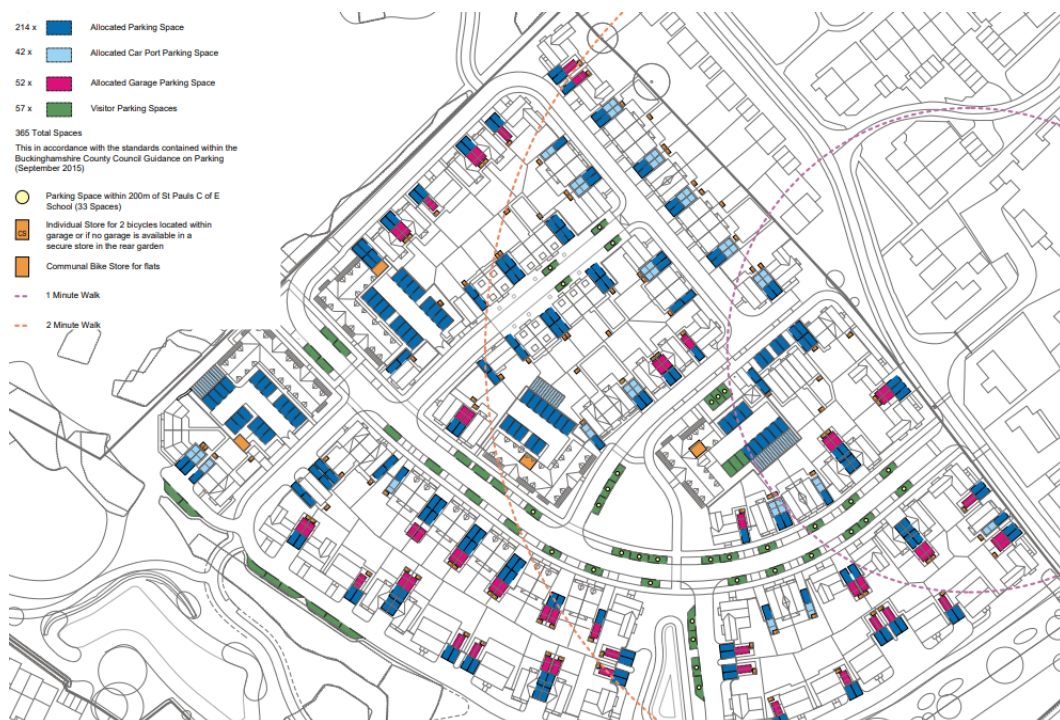 214 x Allocated Parking Space
42 x Allocated Car Port Parking Space
52 x Allocated Garage Parking Space
57 x Visitor Parking Spaces
365 Total Spaces
This in accordance with the standards contained within the
Buckinghamshire County Council Guidance on Parking
(September 2015)
Parking Space within 200m of St Pauls C of E
School (33 Spaces)
Individual Store for 2 bicycles located within
garage or if no garage is available in a
secure store in the rear garden
CS
Communal Bike Store for flats
1 Minute Walk
2 Minute Walk